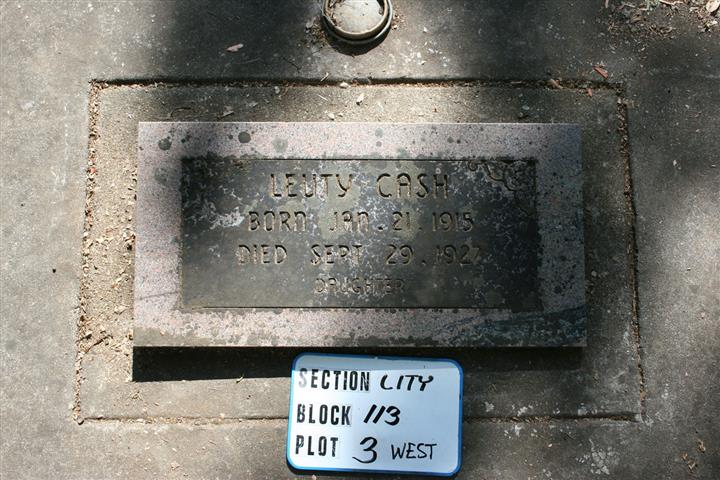 LEUTY CASH
BORN JAN. 21. 1915
DIED SEPT. 29. 1927
DAUGHTER
SECTION CITY
BLOCK 113
PLOT 3 WEST